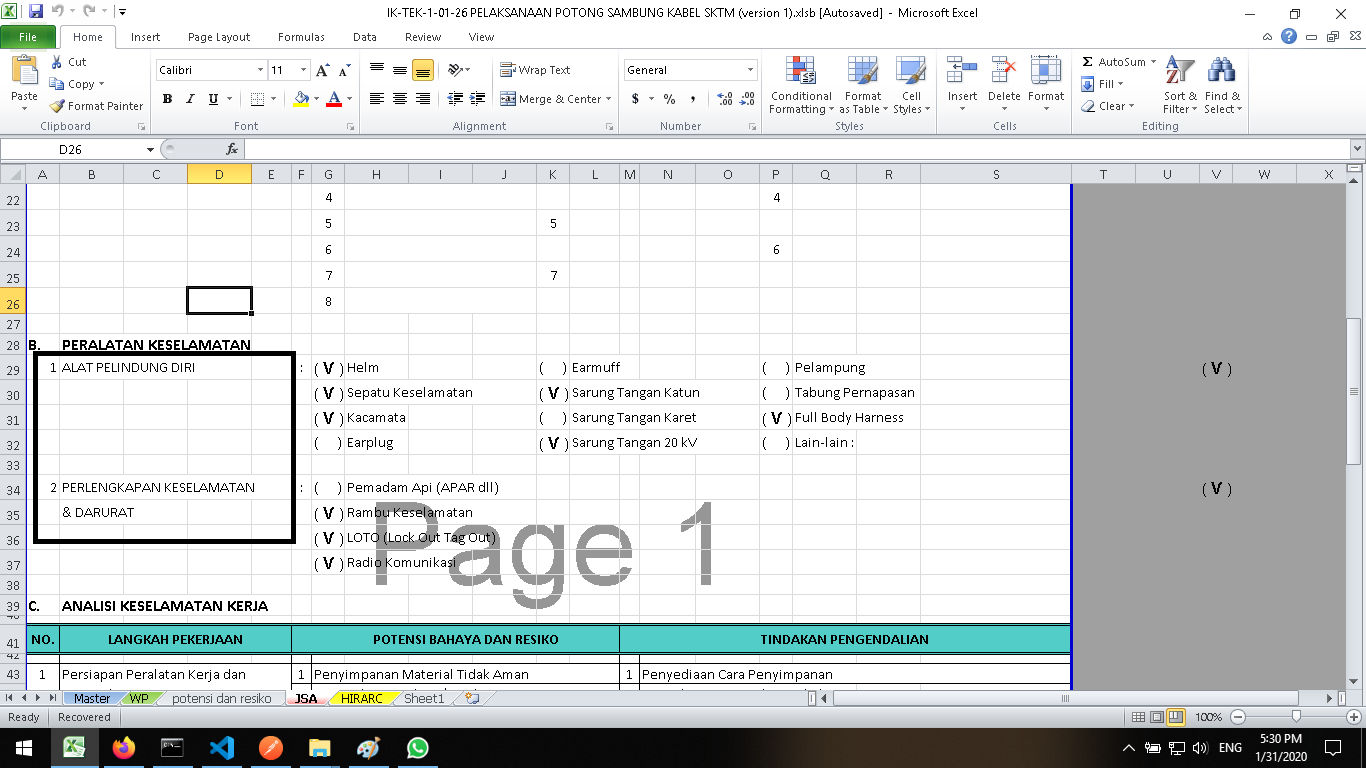 IK-TEK-1-01-26 PELAKSANAAN POTONG SAMBUNG KABEL SKTM (version 1).xlsb [Autosaved] - Microsoft Excel
File Home Insert Page Layout Formulas Data Review View
Paste Cut Copy Format Painter Clipboard
Calibri 11 B I U A Font
Wrap Text Merge & Center Alignment
General $ % , Number
Conditional Formatting Format as Table Cell Styles Styles
Insert Delete Format Cells
AutoSum Fill Clear Sort & Filter Find & Select Editing
D26 fx
A B C D E F G H I J K L M N O P Q R S T U V W X
22 4 4
23 5 5
24 6 6
25 7 7
26 8
27
28 B. PERALATAN KESELAMATAN
29 1 ALAT PELINDUNG DIRI : ( V ) Helm ( ) Earmuff ( ) Pelampung ( V )
30 ( V ) Sepatu Keselamatan ( V ) Sarung Tangan Katun ( ) Tabung Pernapasan
31 ( V ) Kacamata ( ) Sarung Tangan Karet ( V ) Full Body Harness
32 ( ) Earplug ( V ) Sarung Tangan 20 kV ( ) Lain-lain :
33
34 2 PERLENGKAPAN KESELAMATAN : ( ) Pemadam Api (APAR dll) ( V )
35 & DARURAT ( V ) Rambu Keselamatan
36 ( V ) LOTO (Lock Out Tag Out)
Page 1
37 ( V ) Radio Komunikasi
38
39 C. ANALISI KESELAMATAN KERJA
41 NO. LANGKAH PEKERJAAN POTENSI BAHAYA DAN RESIKO TINDAKAN PENGENDALIAN
42
43 1 Persiapan Peralatan Kerja dan 1 Penyimpanan Material Tidak Aman 1 Penyediaan Cara Penyimpanan
Master WP potensi dan resiko JSA HIRARC Sheet1
Ready Recovered 100%
ENG 5:30 PM
1/31/2020